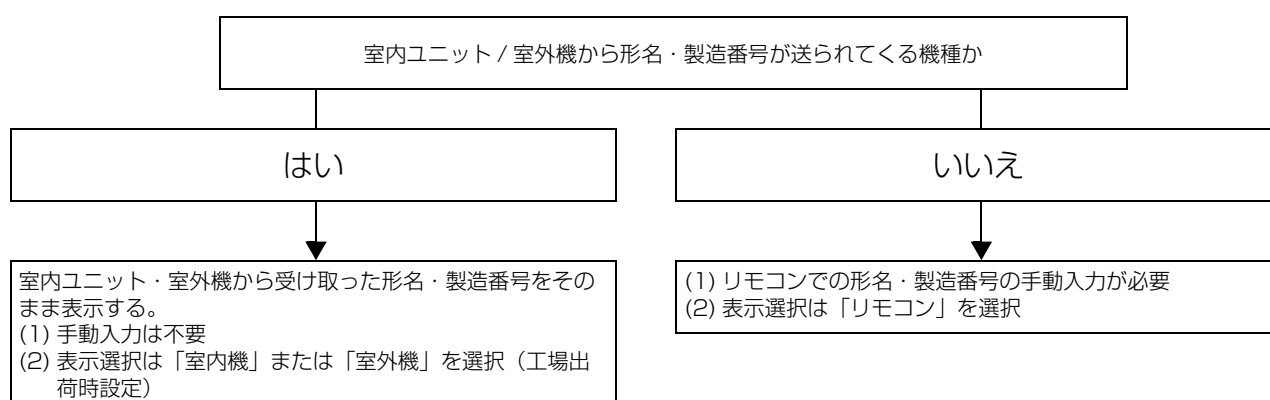 室内ユニット / 室外機から形名・製造番号が送られてくる機種か
はい
いいえ
室内ユニット・室外機から受け取った形名・製造番号をその
まま表示する。
(1) 手動入力は不要
(2) 表示選択は「室内機」または「室外機」を選択（工場出
荷時設定）
(1) リモコンでの形名・製造番号の手動入力が必要
(2) 表示選択は「リモコン」を選択